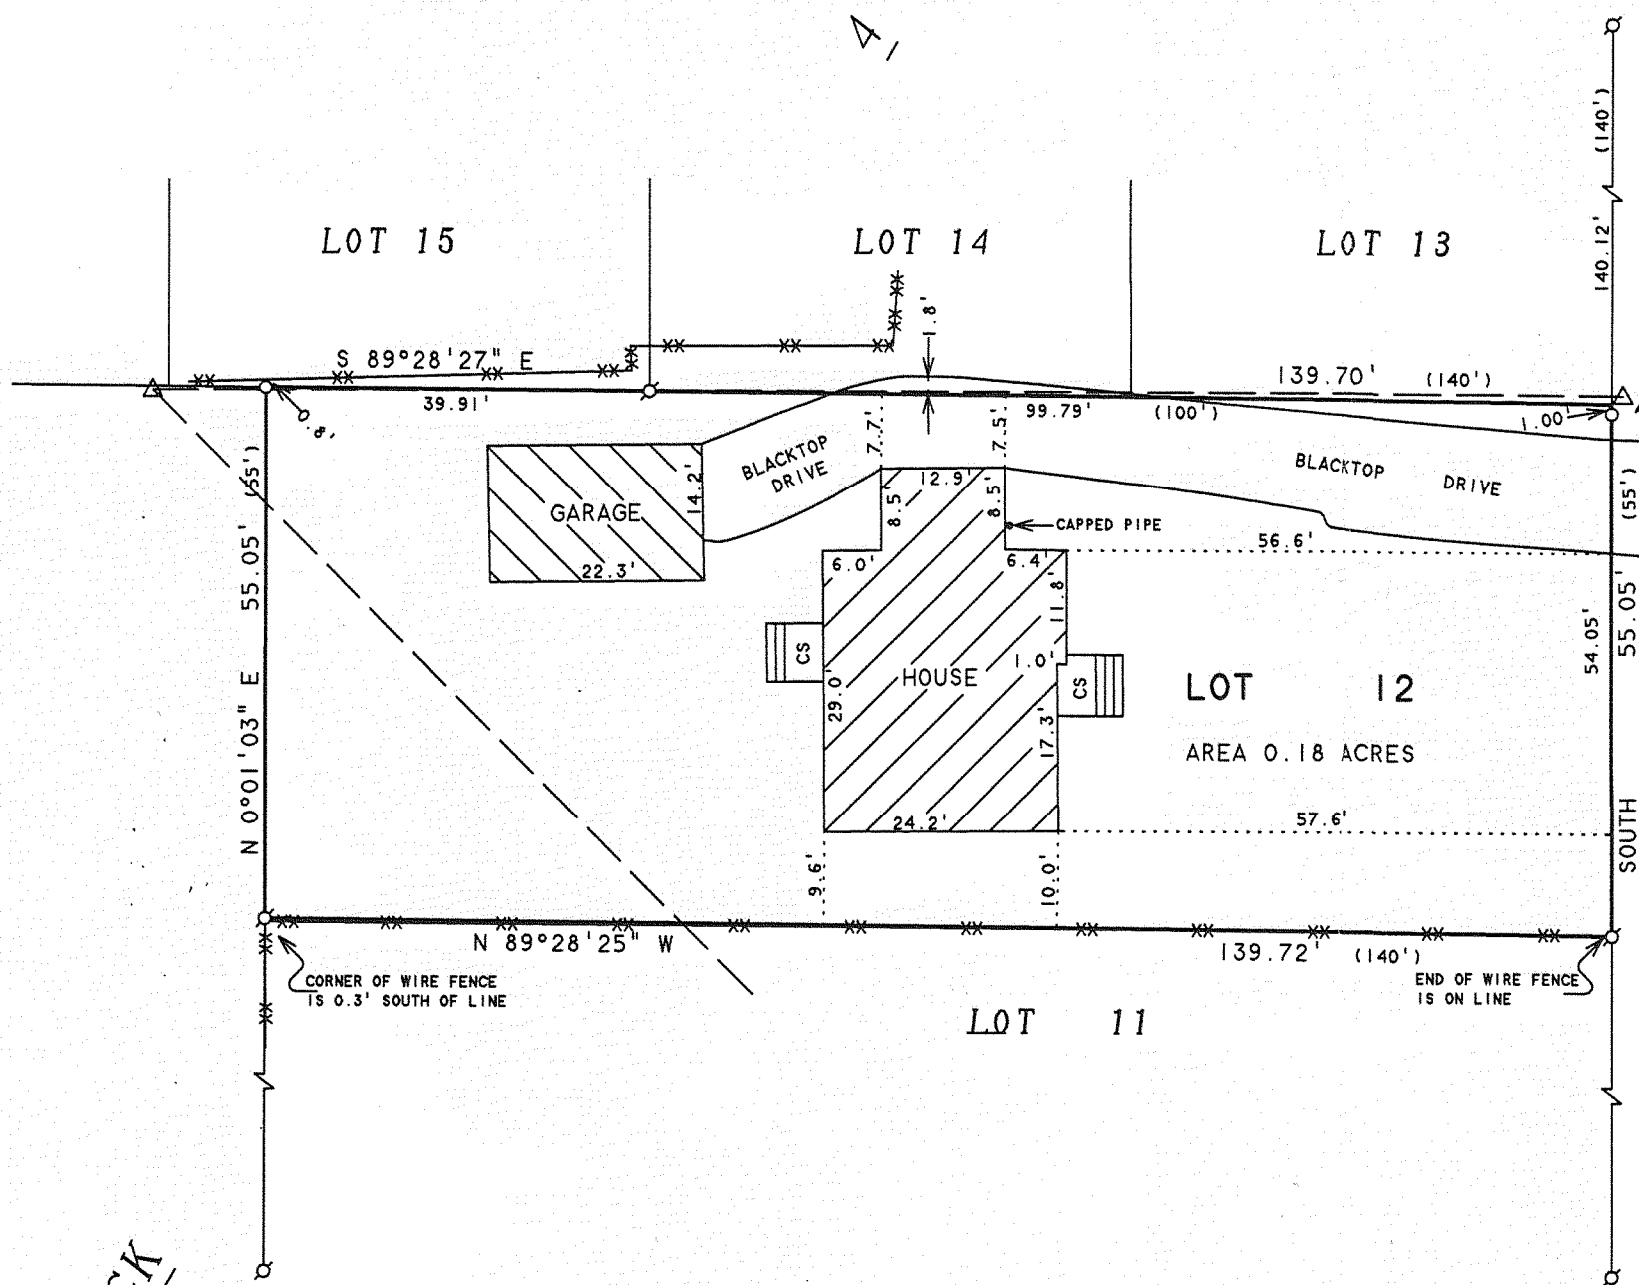 4
(140')
140.12'
LOT 15
LOT 14
LOT 13
1.8'
S 89°28'27" E
139.70' (140')
39.91'
99.79' (100')
1.00'
0.8'
7.7'
7.5'
BLACKTOP
DRIVE
BLACKTOP DRIVE
(55')
(55')
14.2'
12.9'
8.5'
8.5'
GARAGE
CAPPED PIPE
56.6'
22.3'
6.0'
6.4'
11.8'
N 0°01'03" E 55.05'
55.05'
54.05'
CS
1.0'
HOUSE
CS
29.0'
17.3'
LOT 12
AREA 0.18 ACRES
24.2'
57.6'
SOUTH
9.6'
10.0'
N 89°28'25" W
139.72' (140')
CORNER OF WIRE FENCE
IS 0.3' SOUTH OF LINE
END OF WIRE FENCE
IS ON LINE
LOT 11
CK